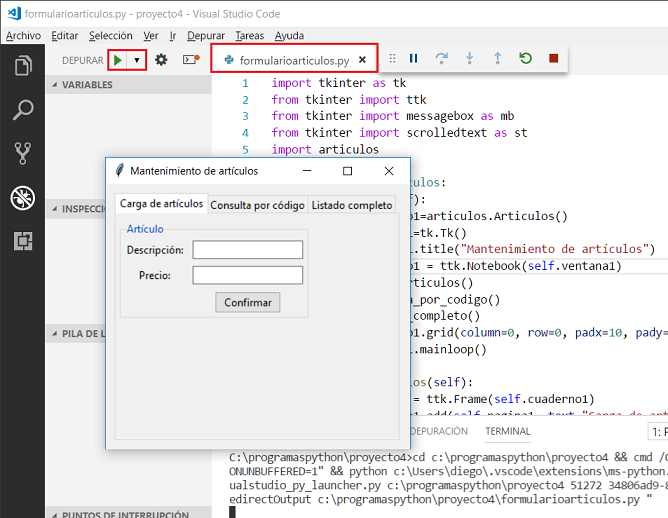 formularioarticulos.py - proyecto4 - Visual Studio Code
Archivo Editar Selección Ver Ir Depurar Tareas Ayuda
DEPURAR
formularioarticulos.py
VARIABLES
1 import tkinter as tk
2 from tkinter import ttk
3 from tkinter import messagebox as mb
4 from tkinter import scrolledtext as st
5 import articulos
Mantenimiento de artículos
Carga de artículos Consulta por código Listado completo
Artículo
Descripción:
Precio:
Confirmar
culos:
f):
o1=articulos.Articulos()
1=tk.Tk()
1.title("Mantenimiento de artículos")
o1 = ttk.Notebook(self.ventana1)
rticulos()
a_por_codigo()
_completo()
o1.grid(column=0, row=0, padx=10, pady=
1.mainloop()
los(self):
= ttk.Frame(self.cuaderno1)
INSPECC
PILA DE L
DEPURACIÓN TERMINAL 1:
C:\programaspython\proyecto4>cd c:\programaspython\proyecto4 && cmd /C
ONUNBUFFERED=1" && python c:\Users\diego\.vscode\extensions\ms-python.
ualstudio_py_launcher.py c:\programaspython\proyecto4 51272 34806ad9-8
edirectOutput c:\programaspython\proyecto4\formularioarticulos.py "
PUNTOS DE INTERRUPCIÓN